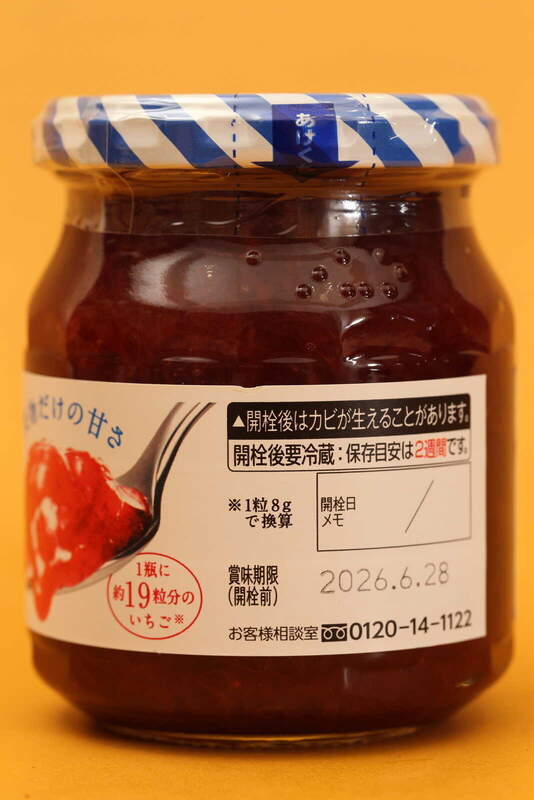 あけく
だけの甘さ
▲開栓後はカビが生えることがあります。
開栓後要冷蔵:保存目安は2週間です。
※1粒8g
で換算
開栓日
メモ
/
1瓶に
約19粒分の
いちご※
賞味期限
(開栓前)
2026.6.28
お客様相談室 0120-14-1122